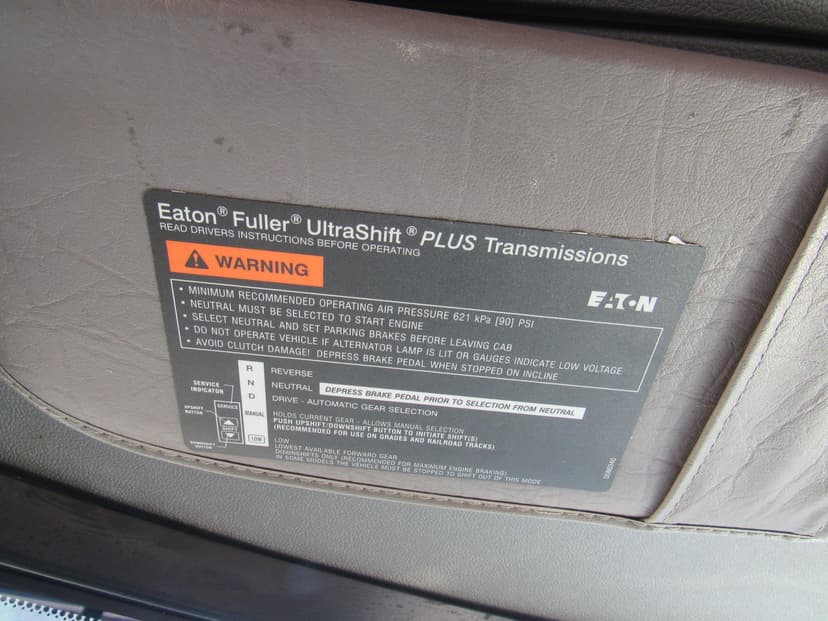 Eaton® Fuller® UltraShift® PLUS Transmissions
READ DRIVERS INSTRUCTIONS BEFORE OPERATING
WARNING
EATON
• MINIMUM RECOMMENDED OPERATING AIR PRESSURE 621 kPa [90] PSI
• NEUTRAL MUST BE SELECTED TO START ENGINE
• SELECT NEUTRAL AND SET PARKING BRAKES BEFORE LEAVING CAB
• DO NOT OPERATE VEHICLE IF ALTERNATOR LAMP IS LIT OR GAUGES INDICATE LOW VOLTAGE
• AVOID CLUTCH DAMAGE! DEPRESS BRAKE PEDAL WHEN STOPPED ON INCLINE
SERVICE
INDICATOR
UPSHIFT
BUTTON
SERVICE
SHIFT
DOWNSHIFT
BUTTON
R REVERSE
N NEUTRAL DEPRESS BRAKE PEDAL PRIOR TO SELECTION FROM NEUTRAL
D DRIVE - AUTOMATIC GEAR SELECTION
MANUAL HOLDS CURRENT GEAR - ALLOWS MANUAL SELECTION
PUSH UPSHIFT/DOWNSHIFT BUTTON TO INITIATE SHIFT(S)
(RECOMMENDED FOR USE ON GRADES AND RAILROAD TRACKS)
LOW LOW
LOWEST AVAILABLE FORWARD GEAR
DOWNSHIFTS ONLY (RECOMMENDED FOR MAXIMUM ENGINE BRAKING)
IN SOME MODELS THE VEHICLE MUST BE STOPPED TO SHIFT OUT OF THIS MODE